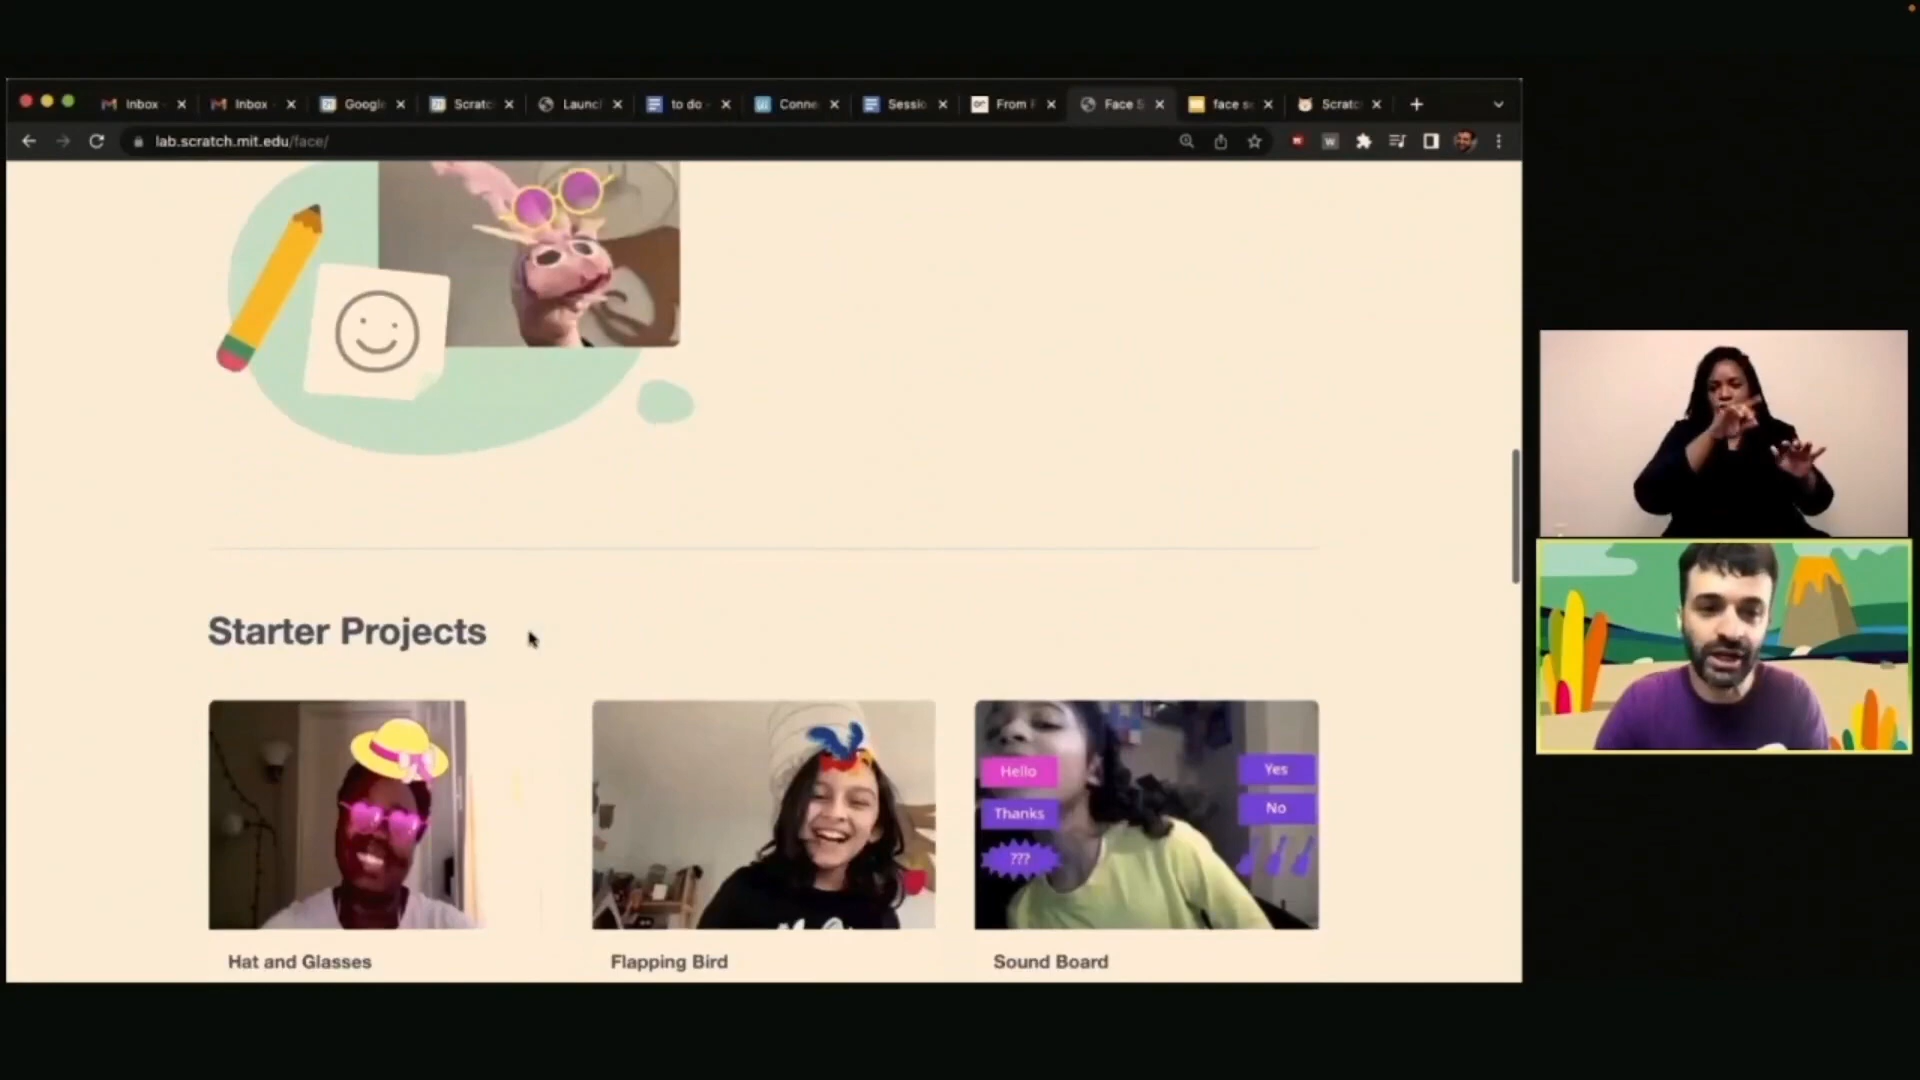 Inbox Inbox Google Scratc Launc to do - Conne Sessio From F Face S face sc Scratc
lab.scratch.mit.edu/face/
W
Starter Projects
Hello
Thanks
???
Yes
No
Hat and Glasses
Flapping Bird
Sound Board